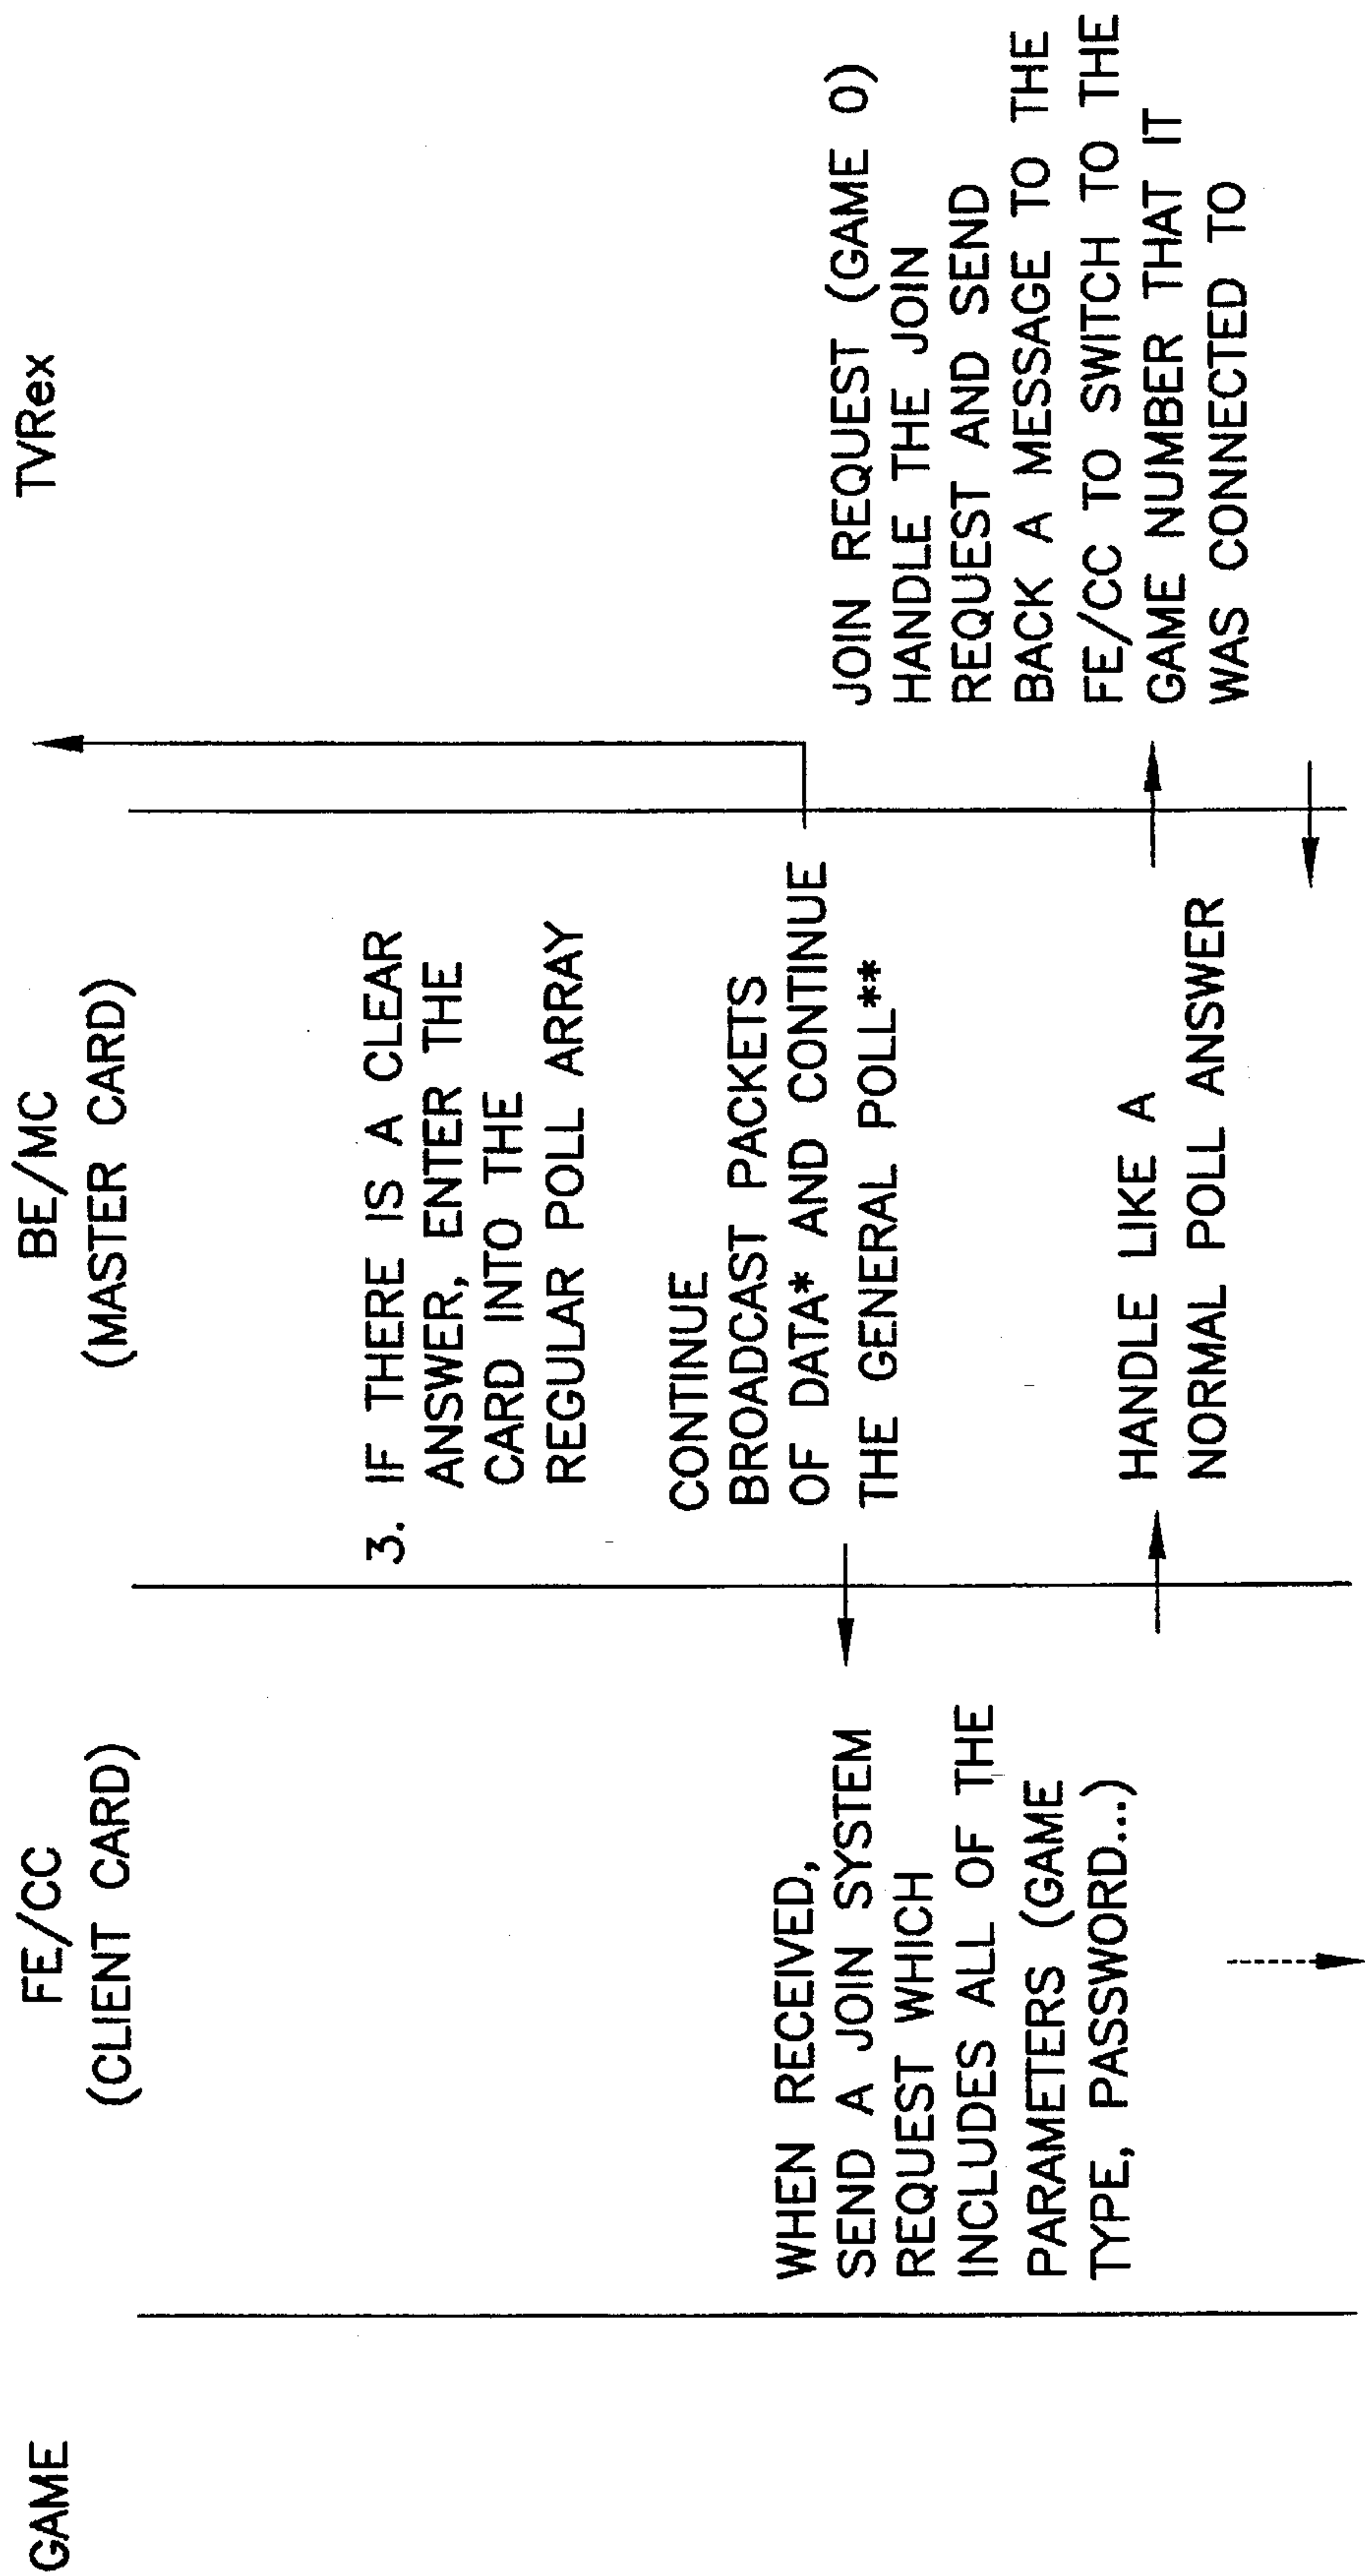 GAME
FE/CC
(CLIENT CARD)
BE/MC
(MASTER CARD)
TVRex
3. IF THERE IS A CLEAR
ANSWER, ENTER THE
CARD INTO THE
REGULAR POLL ARRAY
CONTINUE
BROADCAST PACKETS
OF DATA* AND CONTINUE
THE GENERAL POLL**
WHEN RECEIVED,
SEND A JOIN SYSTEM
REQUEST WHICH
INCLUDES ALL OF THE
PARAMETERS (GAME
TYPE, PASSWORD...)
HANDLE LIKE A
NORMAL POLL ANSWER
JOIN REQUEST (GAME 0)
HANDLE THE JOIN
REQUEST AND SEND
BACK A MESSAGE TO THE
FE/CC TO SWITCH TO THE
GAME NUMBER THAT IT
WAS CONNECTED TO